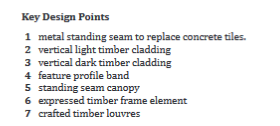 Key Design Points
1 metal standing seam to replace concrete tiles.
2 vertical light timber cladding
3 vertical dark timber cladding
4 feature profile band
5 standing seam canopy
6 expressed timber frame element
7 crafted timber louvres